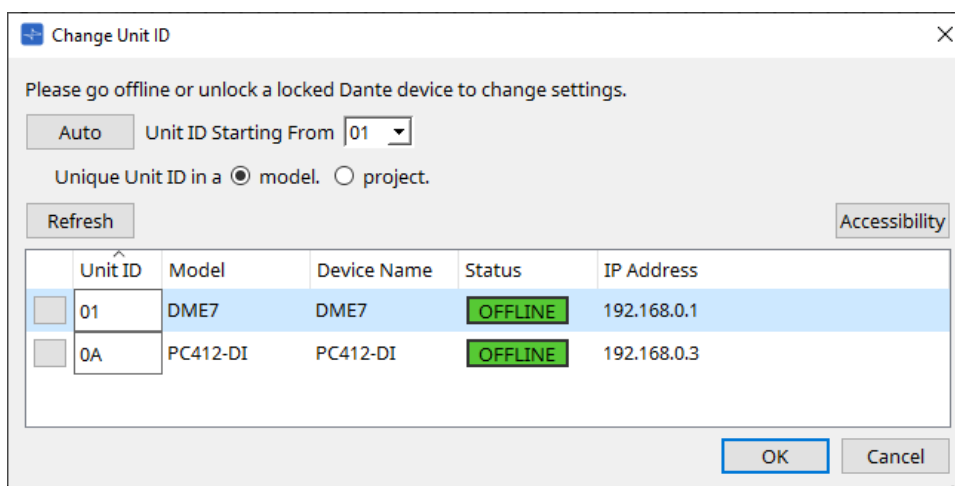 Change Unit ID
Please go offline or unlock a locked Dante device to change settings.
Auto Unit ID Starting From 01
Unique Unit ID in a model. project.
Refresh Accessibility
Unit ID Model Device Name Status IP Address
01 DME7 DME7 OFFLINE 192.168.0.1
0A PC412-DI PC412-DI OFFLINE 192.168.0.3
OK Cancel